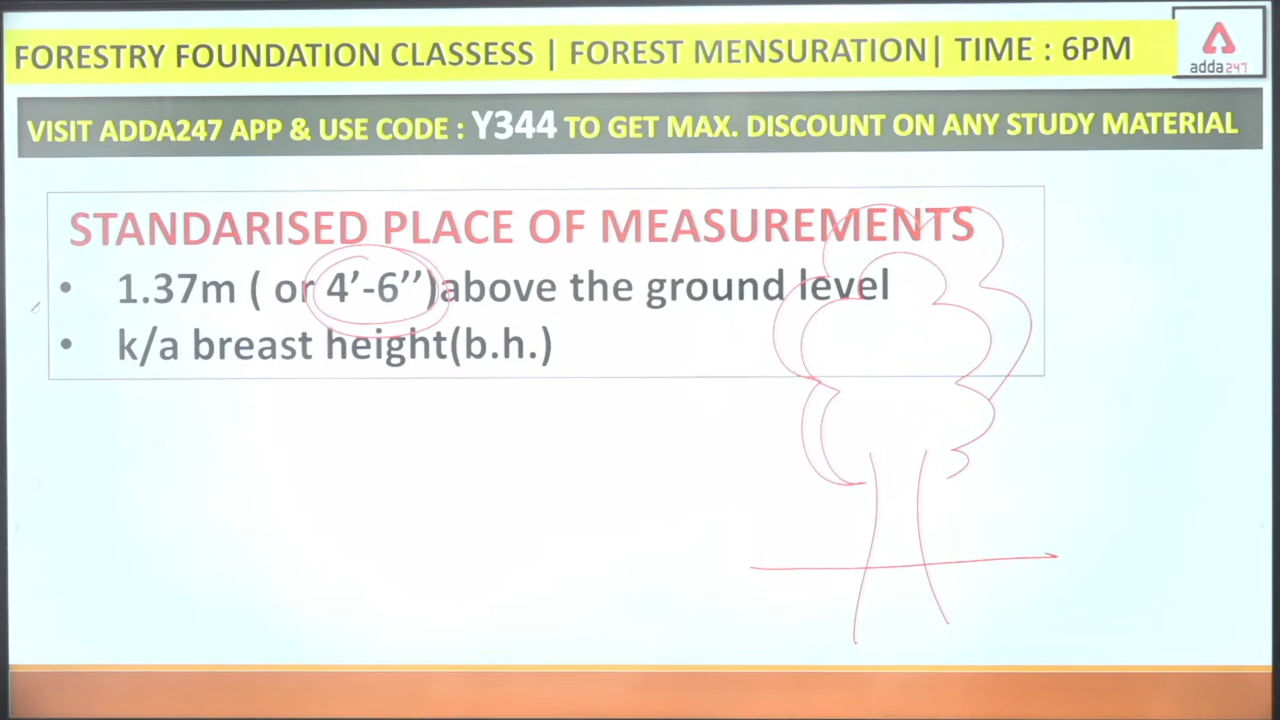 FORESTRY FOUNDATION CLASSESS | FOREST MENSURATION| TIME : 6PM
adda247
VISIT ADDA247 APP & USE CODE : Y344 TO GET MAX. DISCOUNT ON ANY STUDY MATERIAL
STANDARISED PLACE OF MEASUREMENTS
• 1.37m ( or 4’-6’’)above the ground level
• k/a breast height(b.h.)